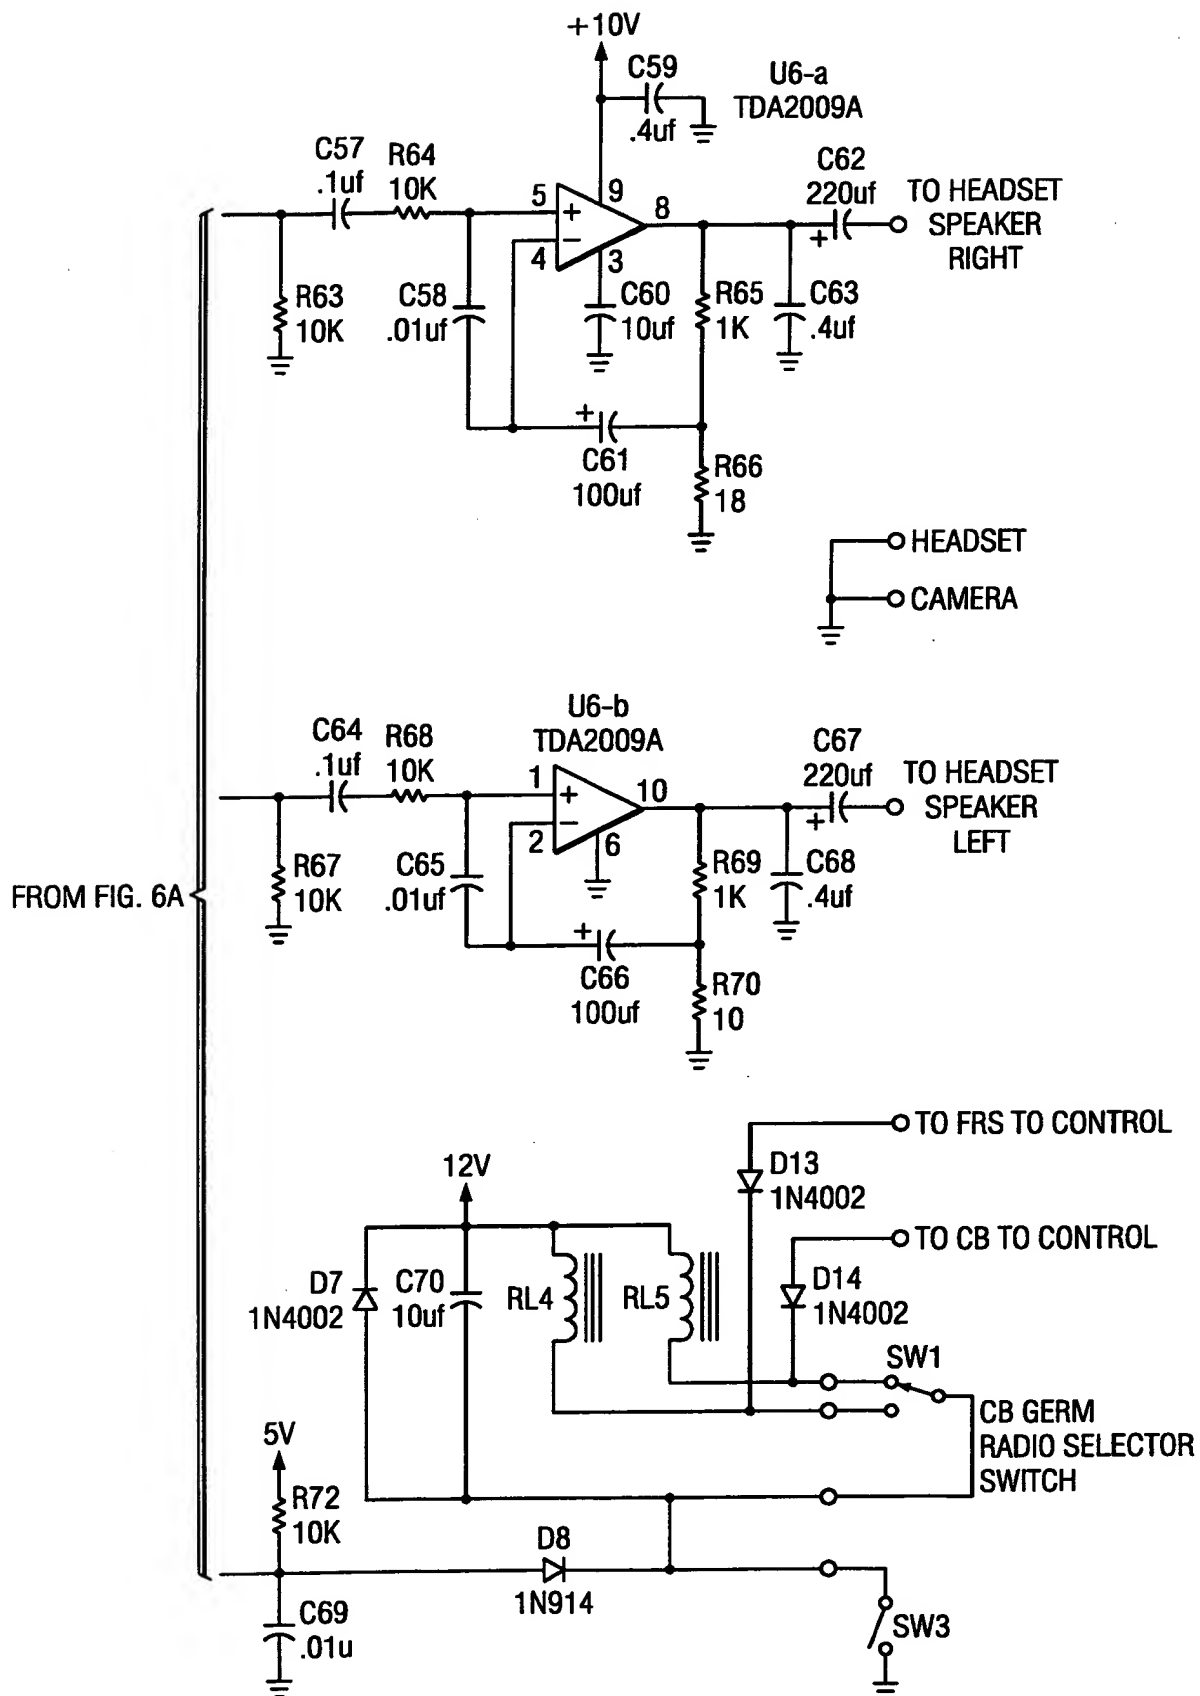 +10V
C59
.4uf
U6-a
TDA2009A
C57
.1uf
R64
10K
5
+
9
8
−
4
3
C62
220uf
+
TO HEADSET
SPEAKER
RIGHT
R63
10K
C58
.01uf
C60
10uf
R65
1K
C63
.4uf
+
C61
100uf
R66
18
HEADSET
CAMERA
U6-b
TDA2009A
C64
.1uf
R68
10K
1
+
10
−
2
6
C67
220uf
+
TO HEADSET
SPEAKER
LEFT
R67
10K
C65
.01uf
R69
1K
C68
.4uf
FROM FIG. 6A
+
C66
100uf
R70
10
TO FRS TO CONTROL
12V
D13
1N4002
TO CB TO CONTROL
D7
1N4002
C70
10uf
RL4
RL5
D14
1N4002
SW1
CB GERM
RADIO SELECTOR
SWITCH
5V
R72
10K
D8
1N914
C69
.01u
SW3